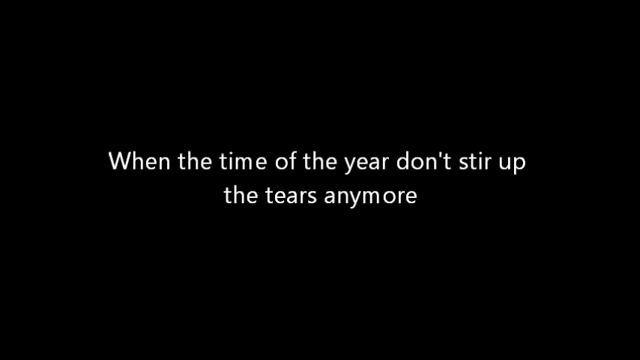 When the time of the year don't stir up
the tears anymore